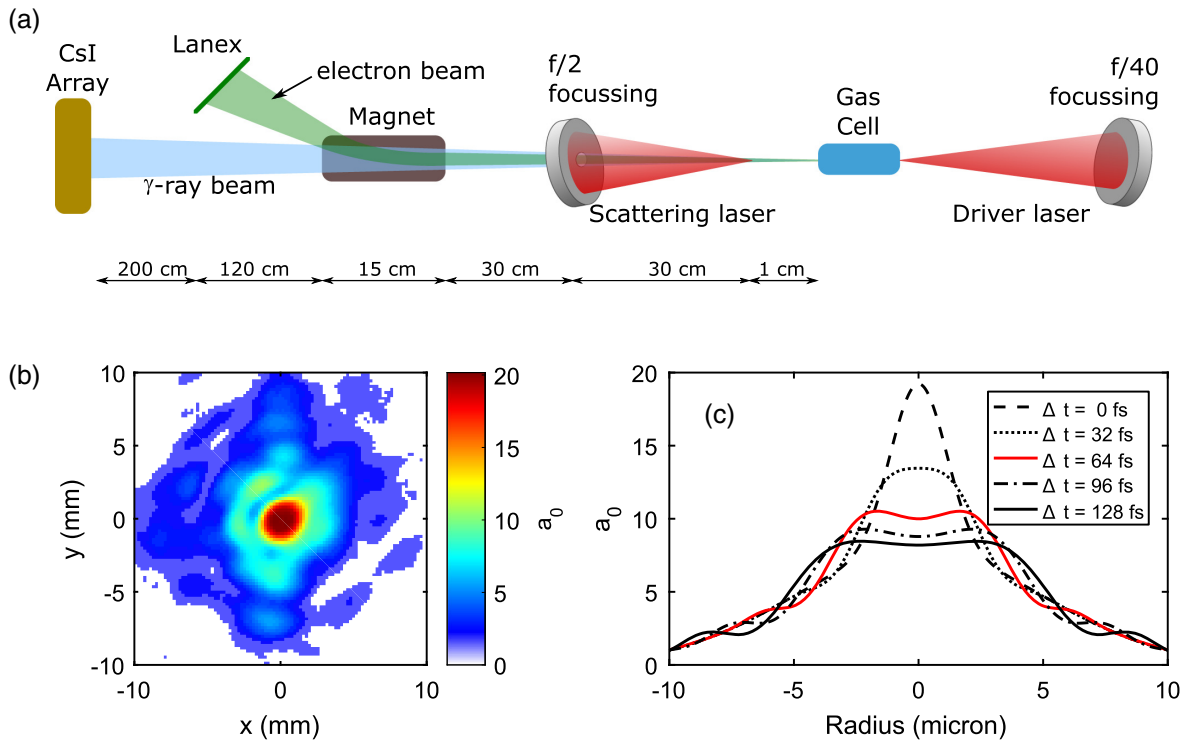 (a)
CsI
Array
Lanex
electron beam
Magnet
f/2
focussing
Gas
Cell
f/40
focussing
γ-ray beam
Scattering laser
Driver laser
200 cm
120 cm
15 cm
30 cm
30 cm
1 cm
(b)
10
5
0
-5
-10
y (mm)
-10
0
10
x (mm)
20
15
10
5
0
a0
(c)
20
15
10
5
0
a0
Δ t = 0 fs
Δ t = 32 fs
Δ t = 64 fs
Δ t = 96 fs
Δ t = 128 fs
-10
-5
0
5
10
Radius (micron)